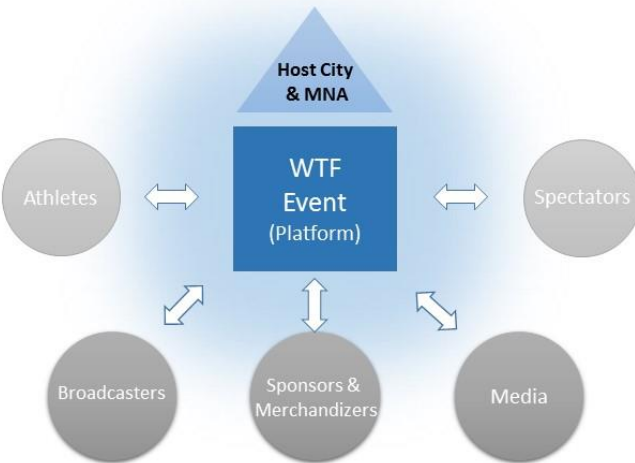 Host City
& MNA
WTF
Event
(Platform)
Athletes
Spectators
Broadcasters
Sponsors &
Merchandizers
Media